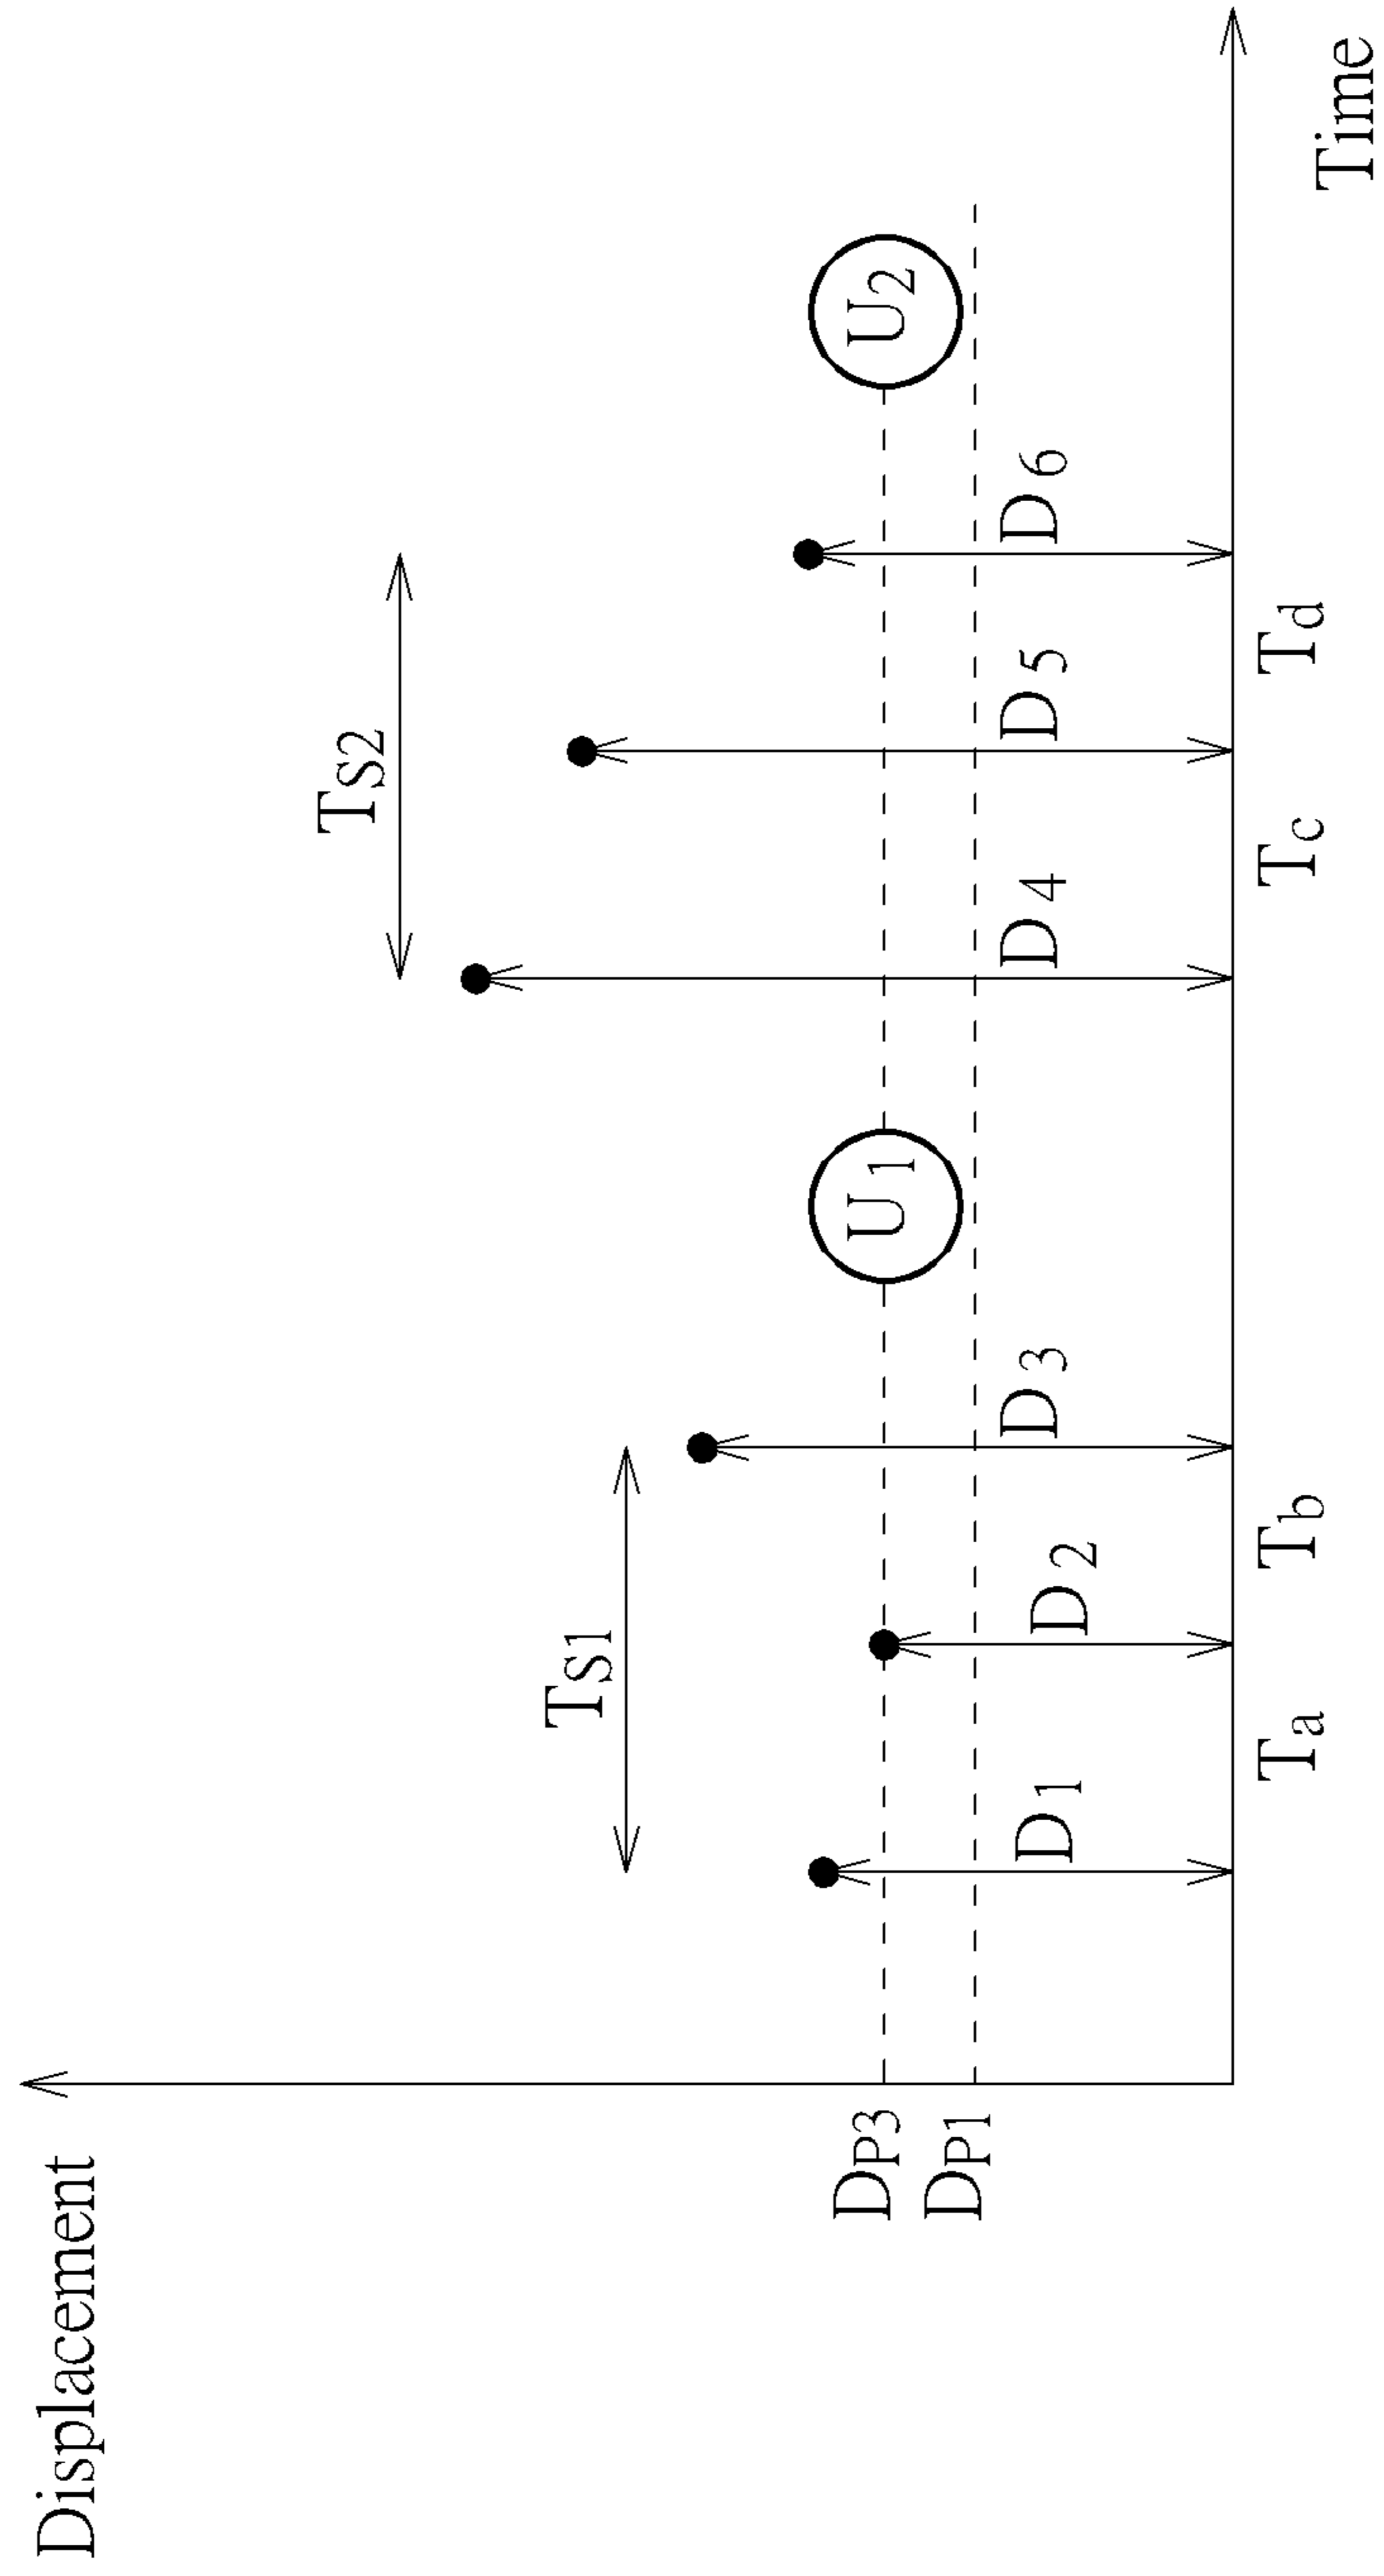 Displacement
TS2
TS1
DP3
U1
U2
DP1
D1
D2
D3
D4
D5
D6
Ta
Tb
Tc
Td
Time